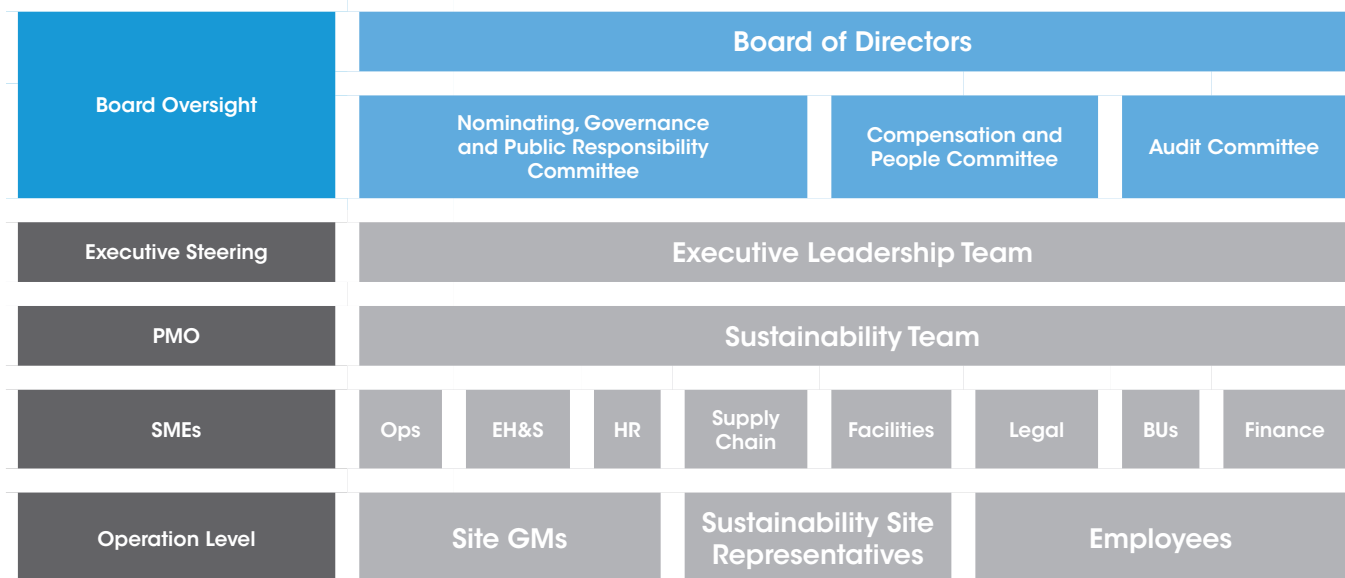 Board Oversight
Board of Directors
Nominating, Governance
and Public Responsibility
Committee
Compensation and
People Committee
Audit Committee
Executive Steering
Executive Leadership Team
PMO
Sustainability Team
SMEs
Ops
EH&S
HR
Supply
Chain
Facilities
Legal
BUs
Finance
Operation Level
Site GMs
Sustainability Site
Representatives
Employees